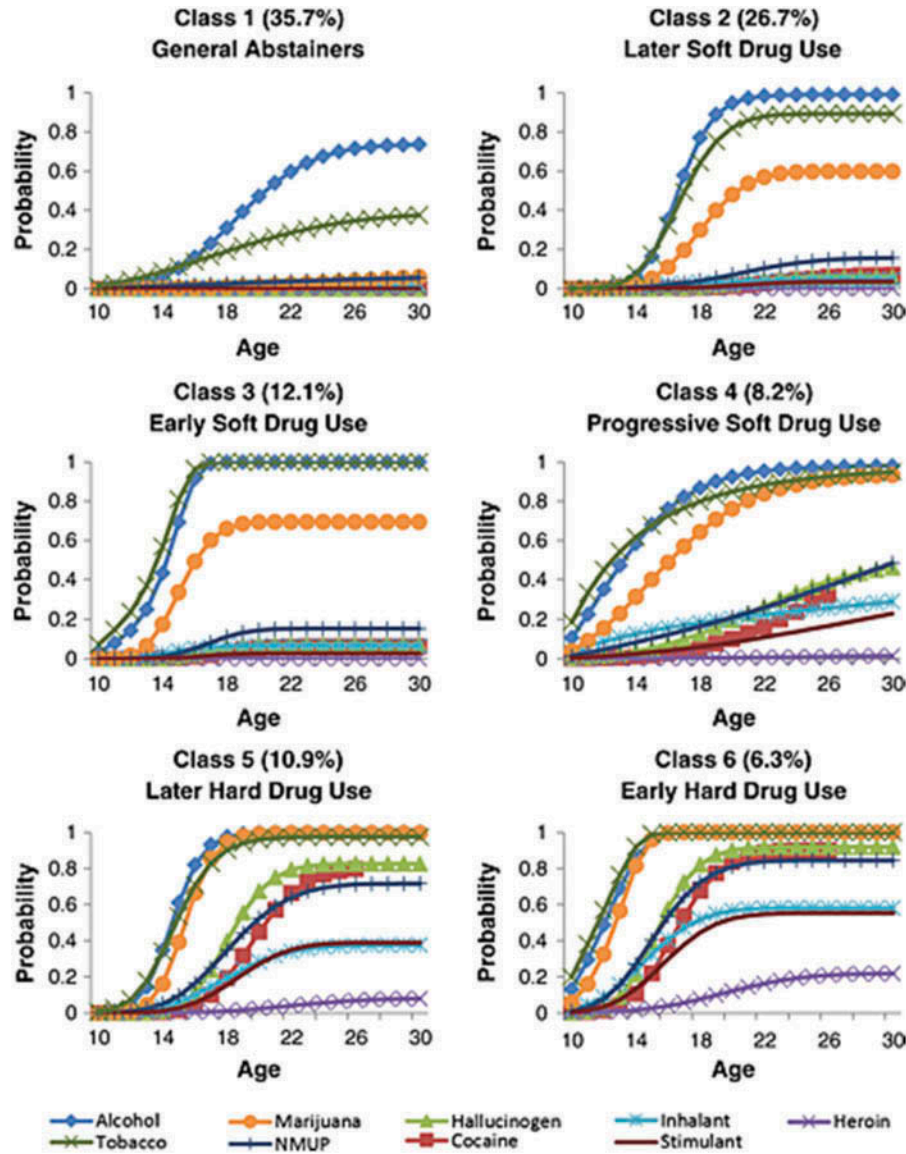 Class 1 (35.7%)
General Abstainers
Probability
1
0.8
0.6
0.4
0.2
0
10 14 18 22 26 30
Age
Class 2 (26.7%)
Later Soft Drug Use
Probability
1
0.8
0.6
0.4
0.2
0
10 14 18 22 26 30
Age
Class 3 (12.1%)
Early Soft Drug Use
Probability
1
0.8
0.6
0.4
0.2
0
10 14 18 22 26 30
Age
Class 4 (8.2%)
Progressive Soft Drug Use
Probability
1
0.8
0.6
0.4
0.2
0
10 14 18 22 26 30
Age
Class 5 (10.9%)
Later Hard Drug Use
Probability
1
0.8
0.6
0.4
0.2
0
10 14 18 22 26 30
Age
Class 6 (6.3%)
Early Hard Drug Use
Probability
1
0.8
0.6
0.4
0.2
0
10 14 18 22 26 30
Age
Alcohol Marijuana Hallucinogen Inhalant Heroin
Tobacco NMUP Cocaine Stimulant